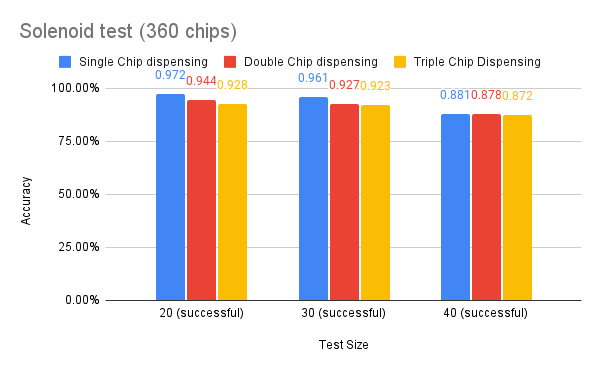 Solenoid test (360 chips)
Single Chip dispensing Double Chip dispensing Triple Chip Dispensing
0.972 0.944 0.928 0.961 0.927 0.923 0.881 0.878 0.872
100.00%
75.00%
50.00%
25.00%
0.00%
Accuracy
20 (successful) 30 (successful) 40 (successful)
Test Size